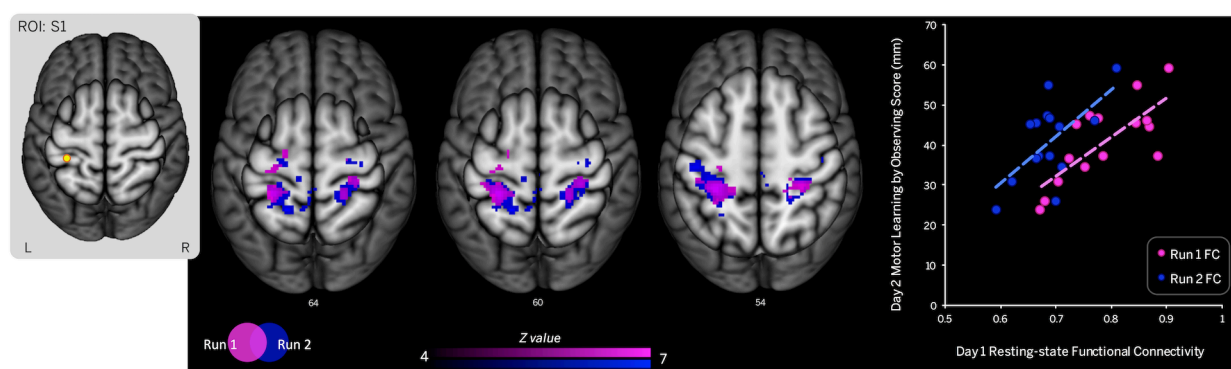 ROI: S1
L
R
64
60
54
Run 1
Run 2
Z value
4
7
Day 2 Motor Learning by Observing Score (mm)
70
60
50
40
30
20
10
0
0.5
0.6
0.7
0.8
0.9
1
Run 1 FC
Run 2 FC
Day 1 Resting-state Functional Connectivity